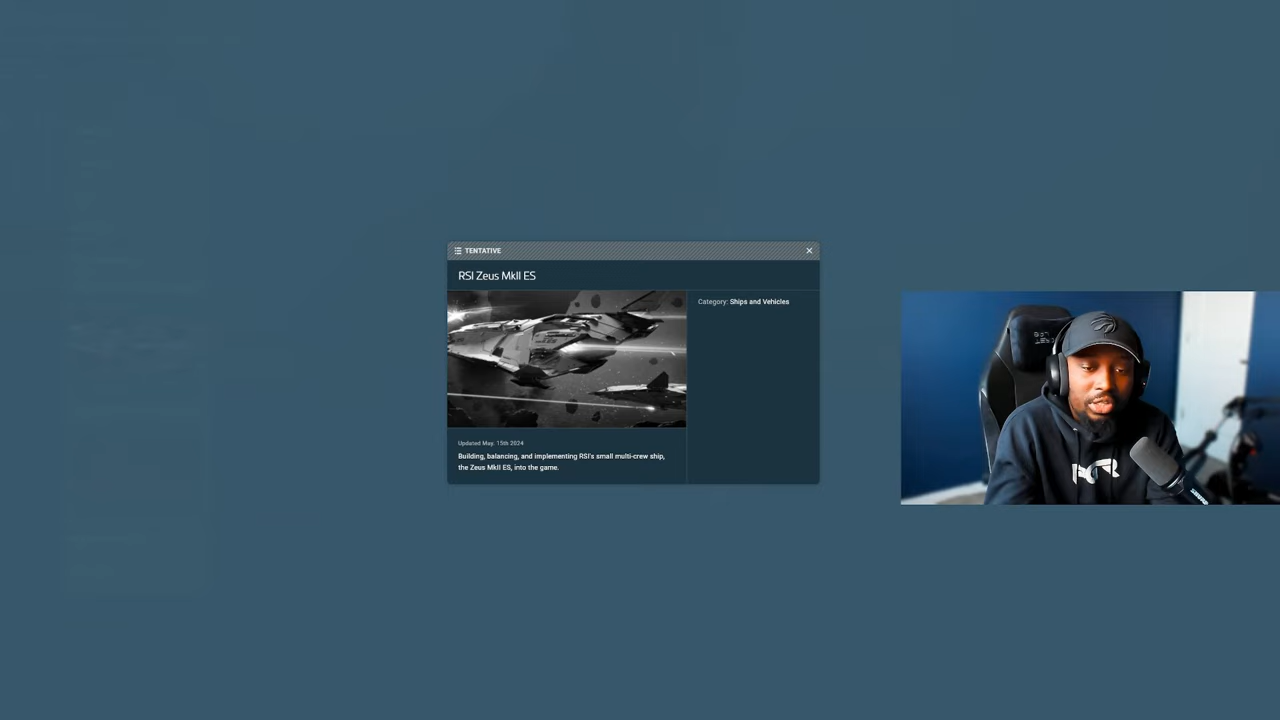 TENTATIVE
RSI Zeus MkII ES
Category: Ships and Vehicles
Updated May. 15th 2024
Building, balancing, and implementing RSI's small multi-crew ship,
the Zeus MkII ES, into the game.